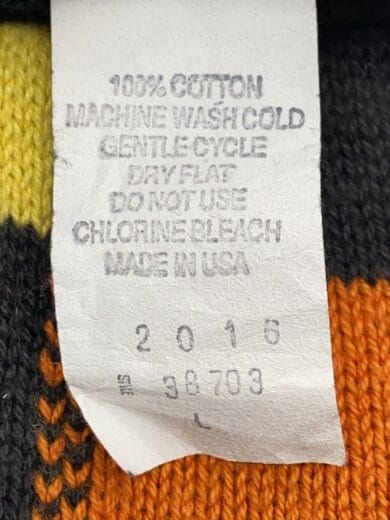 100% COTTON
MACHINE WASH COLD
GENTLE CYCLE
DRY FLAT
DO NOT USE
CHLORINE BLEACH
MADE IN USA
2016
38703
L